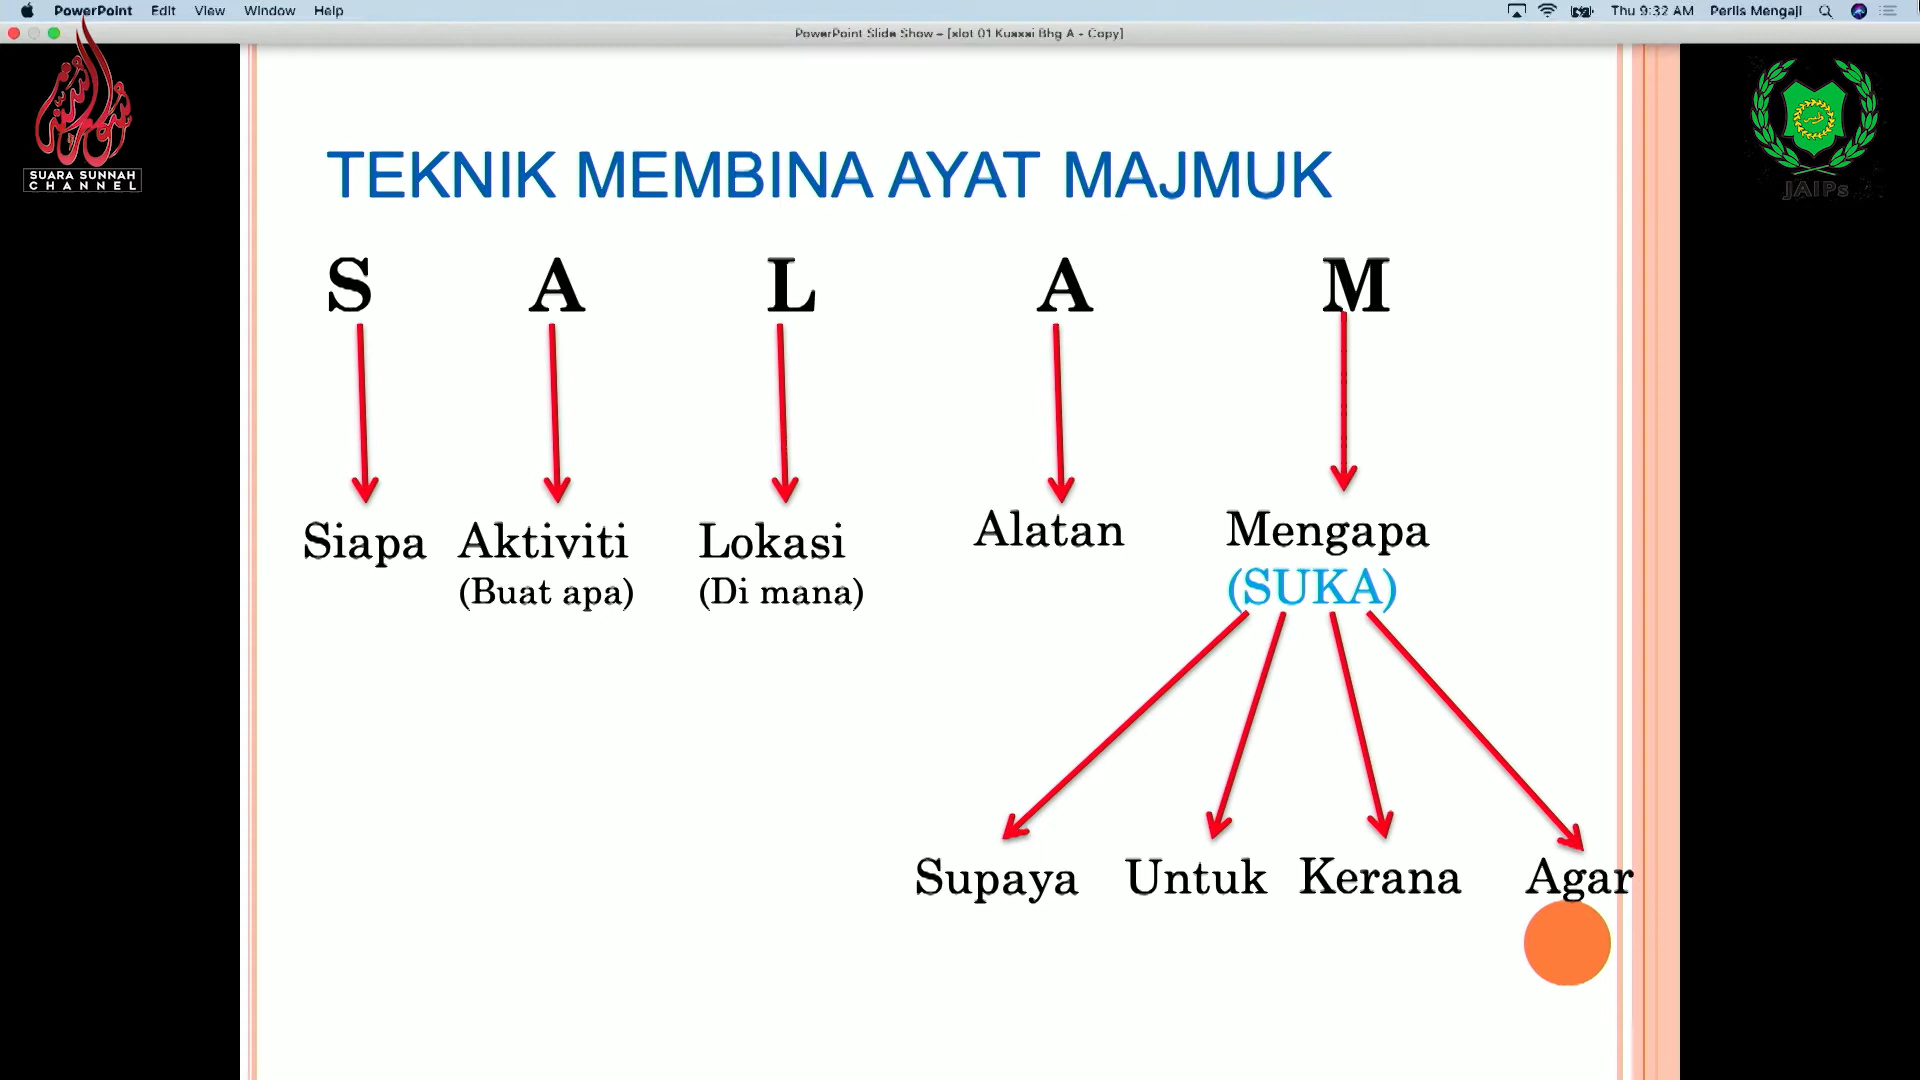 PowerPoint Edit View Window Help Thu 9:32 AM Perlis Mengaji
PowerPoint Slide Show - [slot 01 Kuassi Bhg A - Copy]
SUARA SUNNAH
CHANNEL
JAIPs
TEKNIK MEMBINA AYAT MAJMUK
S A L A M
Siapa Aktiviti Lokasi Alatan Mengapa
(Buat apa) (Di mana) (SUKA)
Supaya Untuk Kerana Agar